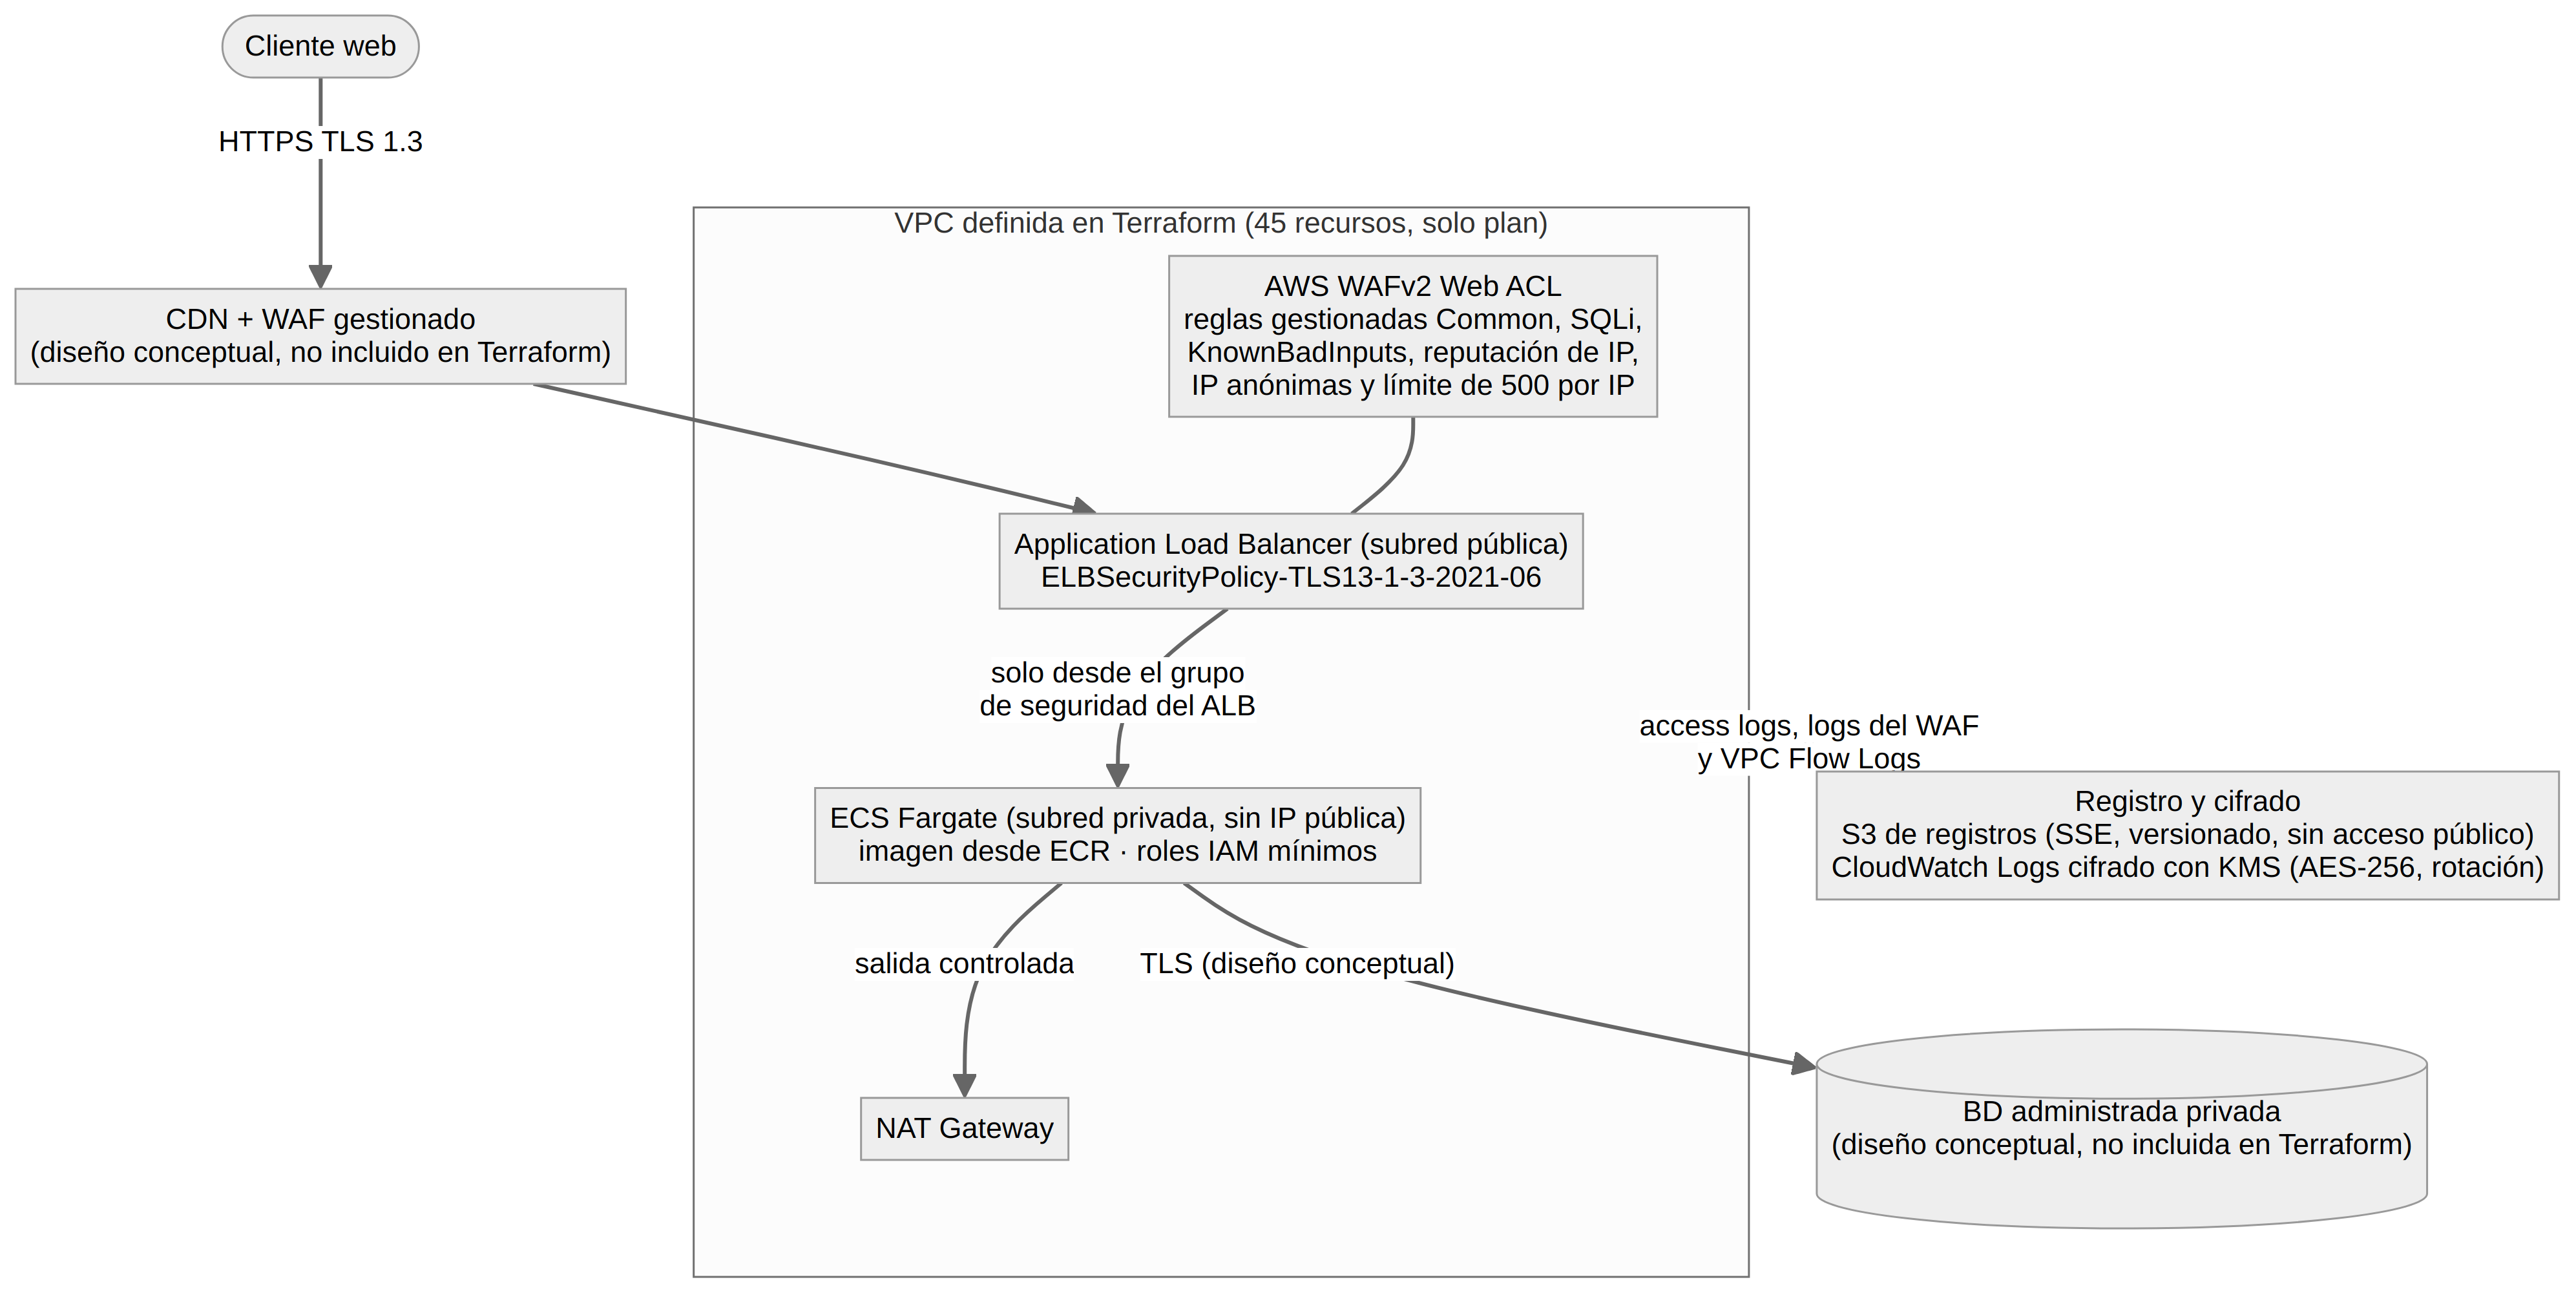 Cliente web
HTTPS TLS 1.3
VPC definida en Terraform (45 recursos, solo plan)
CDN + WAF gestionado
(diseño conceptual, no incluido en Terraform)
AWS WAFv2 Web ACL
reglas gestionadas Common, SQLi,
KnownBadInputs, reputación de IP,
IP anónimas y límite de 500 por IP
Application Load Balancer (subred pública)
ELBSecurityPolicy-TLS13-1-3-2021-06
solo desde el grupo
de seguridad del ALB
access logs, logs del WAF
y VPC Flow Logs
ECS Fargate (subred privada, sin IP pública)
imagen desde ECR · roles IAM mínimos
Registro y cifrado
S3 de registros (SSE, versionado, sin acceso público)
CloudWatch Logs cifrado con KMS (AES-256, rotación)
salida controlada
TLS (diseño conceptual)
NAT Gateway
BD administrada privada
(diseño conceptual, no incluida en Terraform)